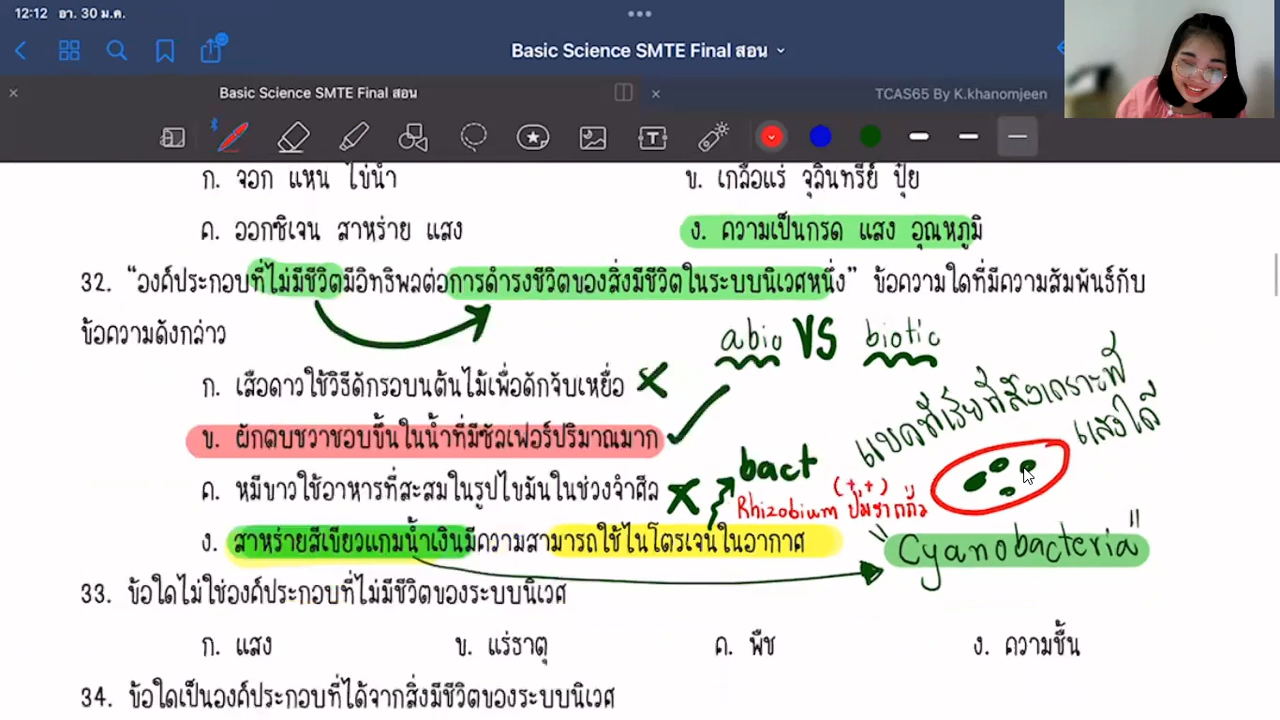 12:12 อา. 30 ม.ค.
Basic Science SMTE Final สอน
Basic Science SMTE Final สอน
TCAS65 By K.khanomjeen
ก. จอก แหน ไข่น้ำ
ข. เกลือแร่ จุลินทรีย์ ปุ๋ย
ค. ออกซิเจน สาหร่าย แสง
ง. ความเป็นกรด แสง อุณหภูมิ
32. “องค์ประกอบที่ไม่มีชีวิตมีอิทธิพลต่อการดำรงชีวิตของสิ่งมีชีวิตในระบบนิเวศหนึ่ง” ข้อความใดที่มีความสัมพันธ์กับ
ข้อความดังกล่าว
abio VS biotic
ก. เสือดาวใช้วิธีดักรอบนต้นไม้เพื่อดักจับเหยื่อ
ข. ผักตบชวาชอบขึ้นในน้ำที่มีซัลเฟอร์ปริมาณมาก
แบคทีเรียที่สังเคราะห์
แสงได้
bact
ค. หมีขาวใช้อาหารที่สะสมในรูปไขมันในช่วงจำศีล
(+,+)
Rhizobium ปมรากถั่ว
ง. สาหร่ายสีเขียวแกมน้ำเงินมีความสามารถใช้ไนโตรเจนในอากาศ
"Cyanobacteria"
33. ข้อใดไม่ใช่องค์ประกอบที่ไม่มีชีวิตของระบบนิเวศ
ก. แสง
ข. แร่ธาตุ
ค. พืช
ง. ความชื้น
34. ข้อใดเป็นองค์ประกอบที่ได้จากสิ่งมีชีวิตของระบบนิเวศ